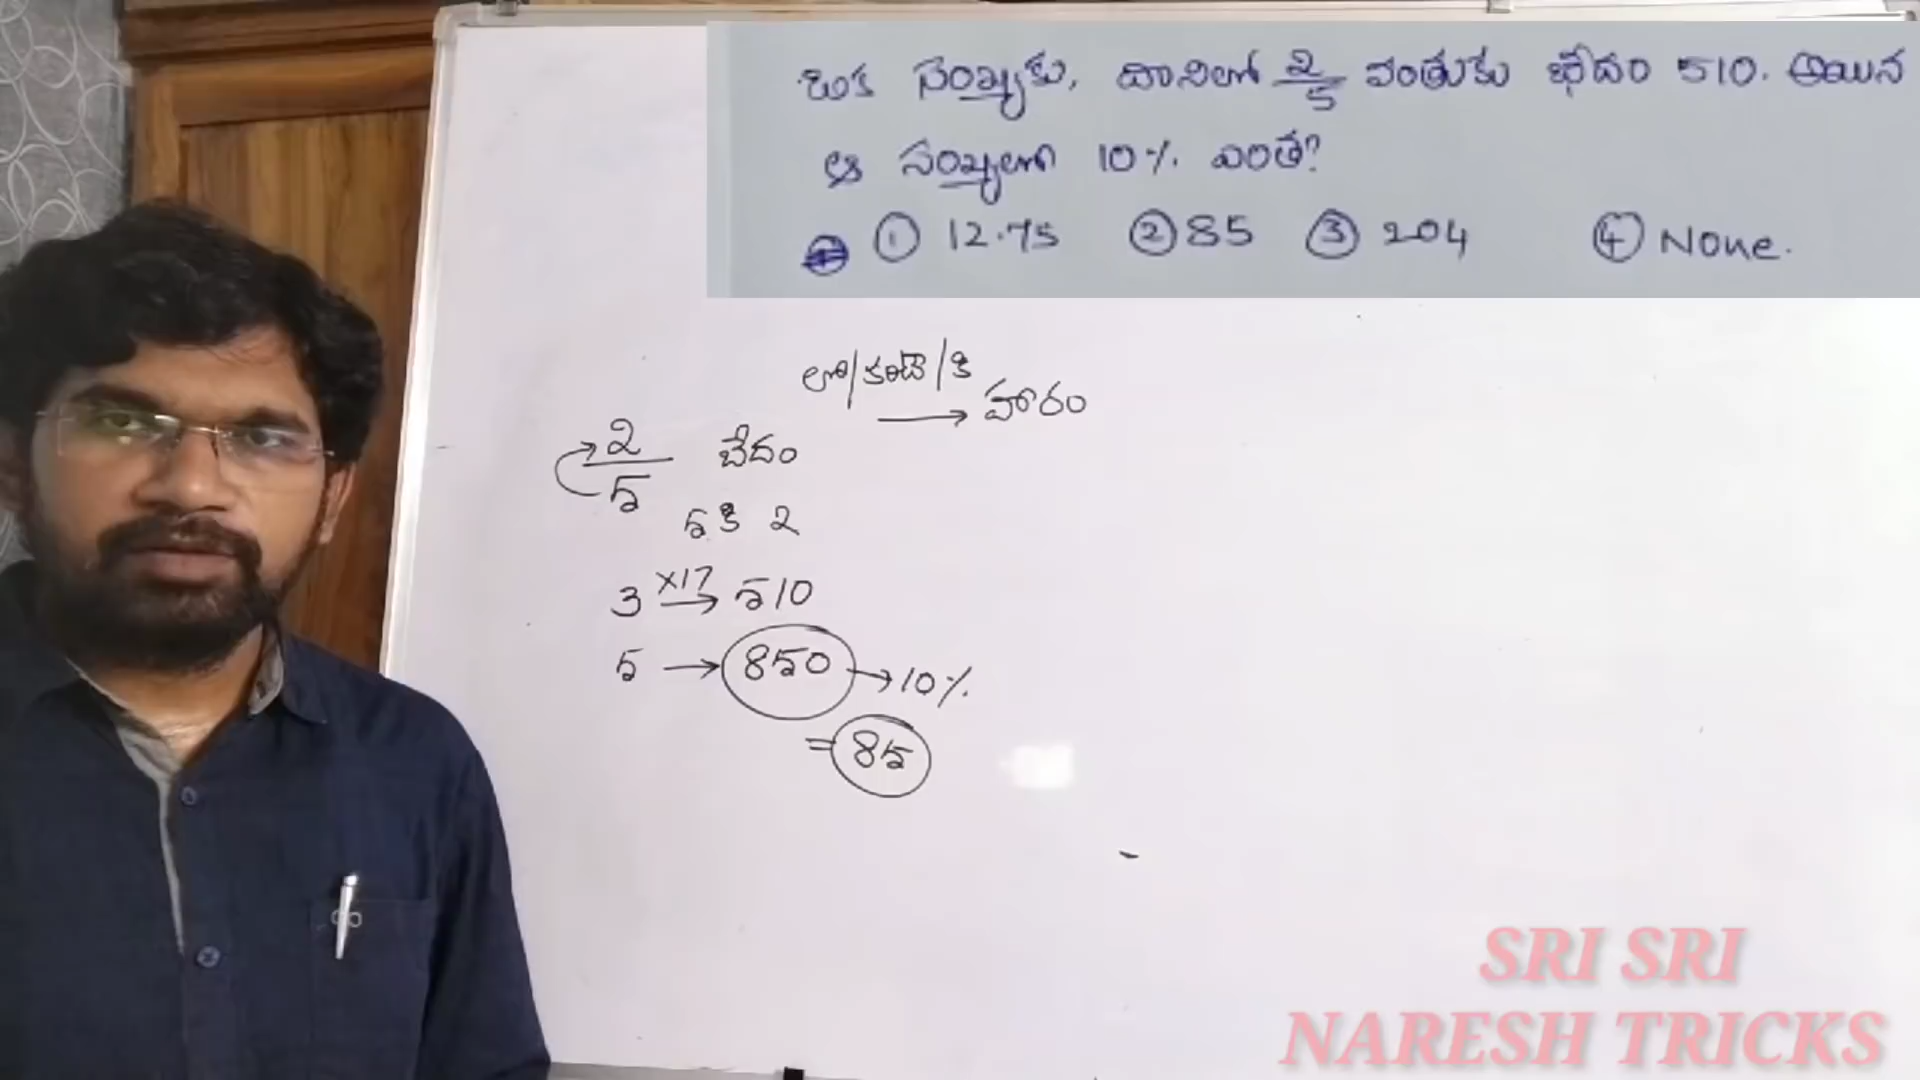 ఒక సంఖ్యకు, దానిలో 2/5 వంతుకు భేదం 510. అయిన
ఆ సంఖ్యలో 10% ఎంత?
① 12.75 ② 85 ③ 204 ④ None.
లో/కంటె/కి
→ హారం
2/5 బేదం
5కి 2
3 ×17→ 510
5 → 850 → 10%
= 85
SRI SRI
NARESH TRICKS